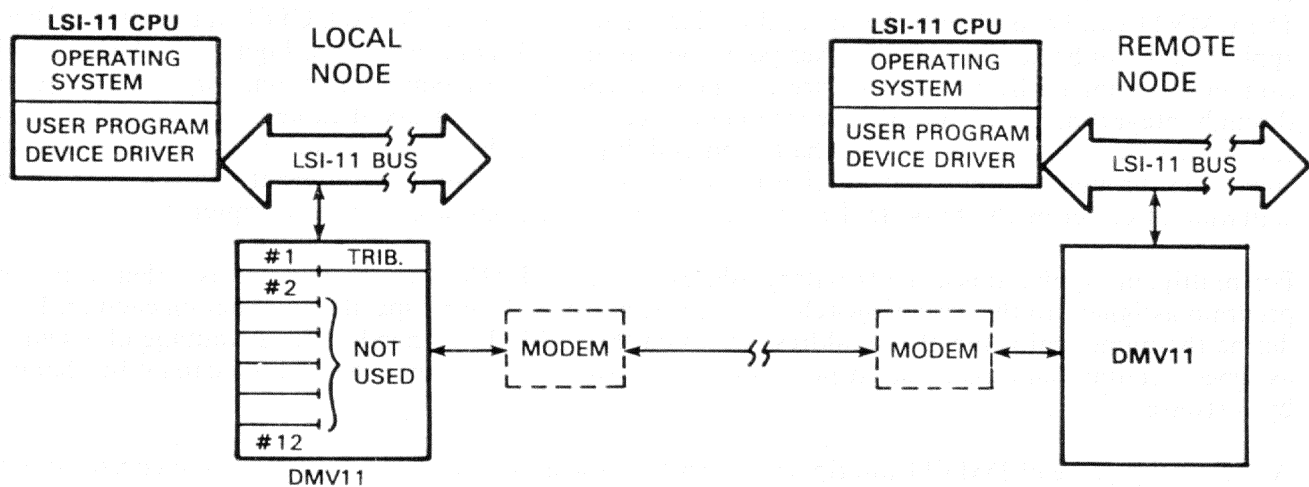 LSI-11 CPU
OPERATING
SYSTEM
USER PROGRAM
DEVICE DRIVER
LOCAL
NODE
LSI-11 BUS
#1 TRIB.
#2
NOT
USED
#12
DMV11
MODEM
MODEM
LSI-11 CPU
OPERATING
SYSTEM
USER PROGRAM
DEVICE DRIVER
REMOTE
NODE
LSI-11 BUS
DMV11